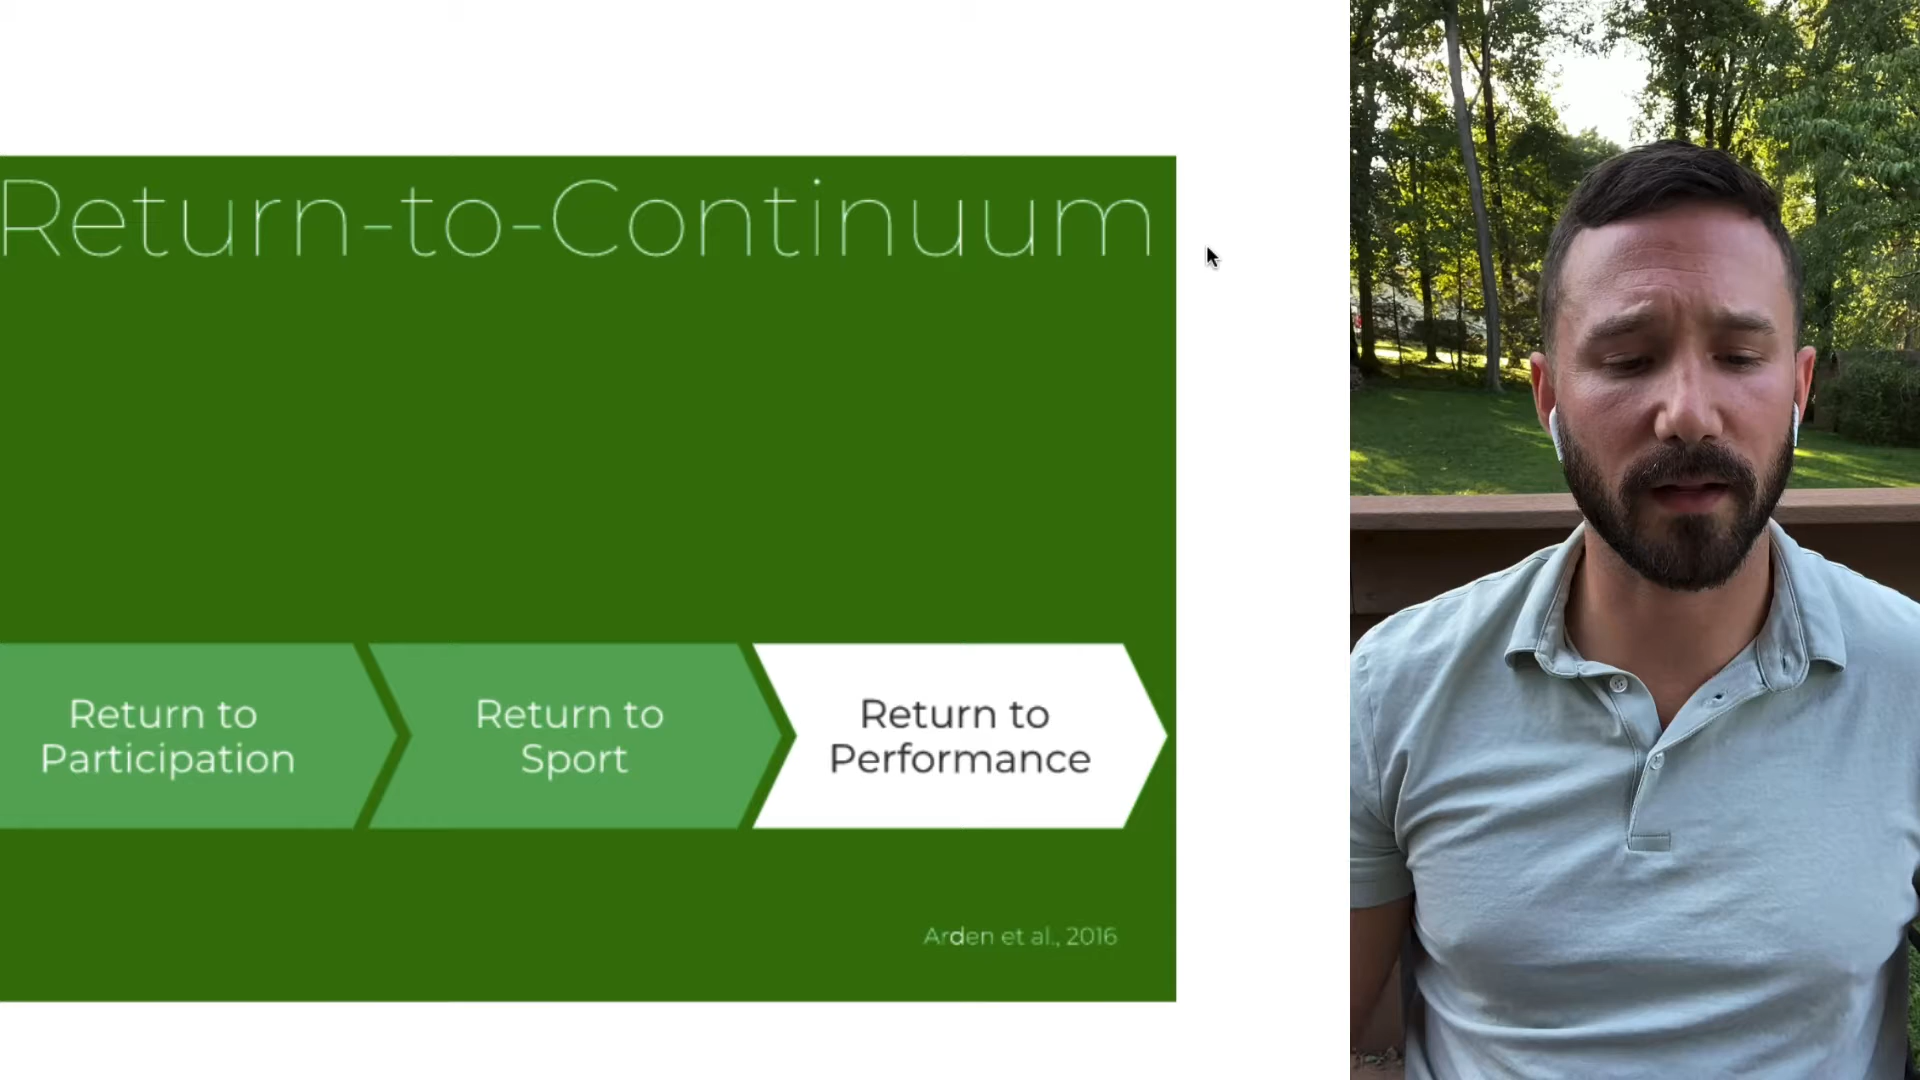 Return-to-Continuum
Return to
Participation
Return to
Sport
Return to
Performance
Arden et al., 2016